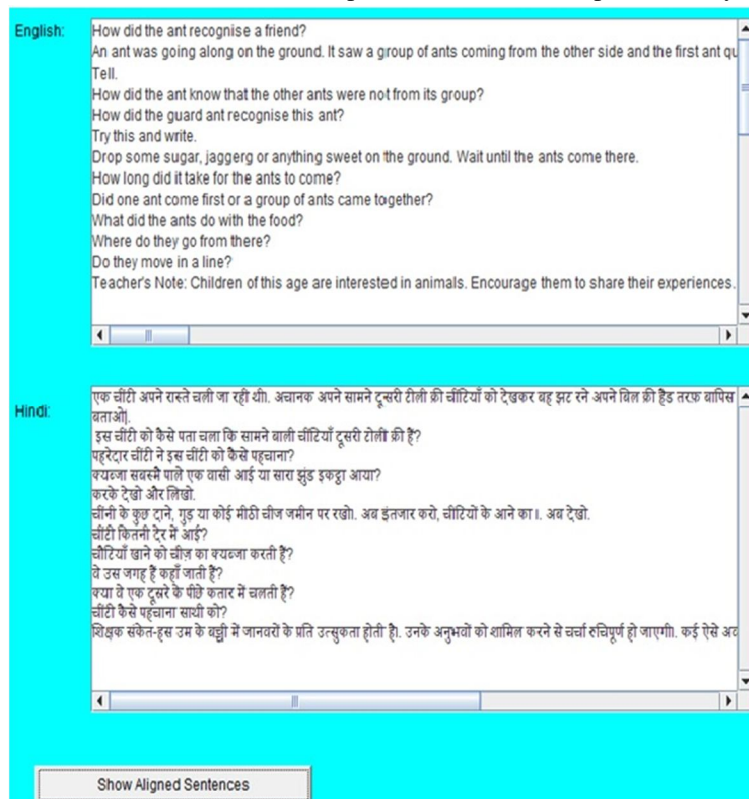 English:
How did the ant recognise a friend?
An ant was going along on the ground. It saw a group of ants coming from the other side and the first ant qu
Tell.
How did the ant know that the other ants were not from its group?
How did the guard ant recognise this ant?
Try this and write.
Drop some sugar, jaggerg or anything sweet on the ground. Wait until the ants come there.
How long did it take for the ants to come?
Did one ant come first or a group of ants came together?
What did the ants do with the food?
Where do they go from there?
Do they move in a line?
Teacher's Note: Children of this age are interested in animals. Encourage them to share their experiences.
Hindi:
एक चींटी अपने रास्ते चली जा रही थी। अचानक अपने सामने दूसरी टीली क्री चींटियाँ को देखकर वह झट रने अपने बिल क्री हैड तरफ़ वापिस
बताओ|.
इस चींटी को कैसे पता चला कि सामने बाली चींटियाँ दूसरी टोली क्री हैं?
पहरेदार चींटी ने इस चींटी को कैसे पहचाना?
क्यब्जा सबस्मै पाले एक वासी आई या सारा झुंड इकट्ठा आया?
करके देखो और लिखो.
चीनी के कुछ दाने, गुड़ या कोई मीठी चीज जमीन पर रखो। अब इंतजार करो, चींटियों के आने का॥. अब देखो.
चींटी कितनी देर में आई?
चौटियाँ खाने को चीज़ का क्यब्जा करती हैं?
वे उस जगह हैं कहाँ जाती हैं?
क्या वे एक दूसरे के पीछे कतार में चलती हैं?
चींटी कैसे पहचाना साथी को?
शिक्षक संकेत-हस उम के में जानवरों के प्रति उत्सुकता होती है|. उनके अनुभवों को शामिल करने से चर्चा रुचिपूर्ण हो जाएगी। कई ऐसे अव
Show Aligned Sentences